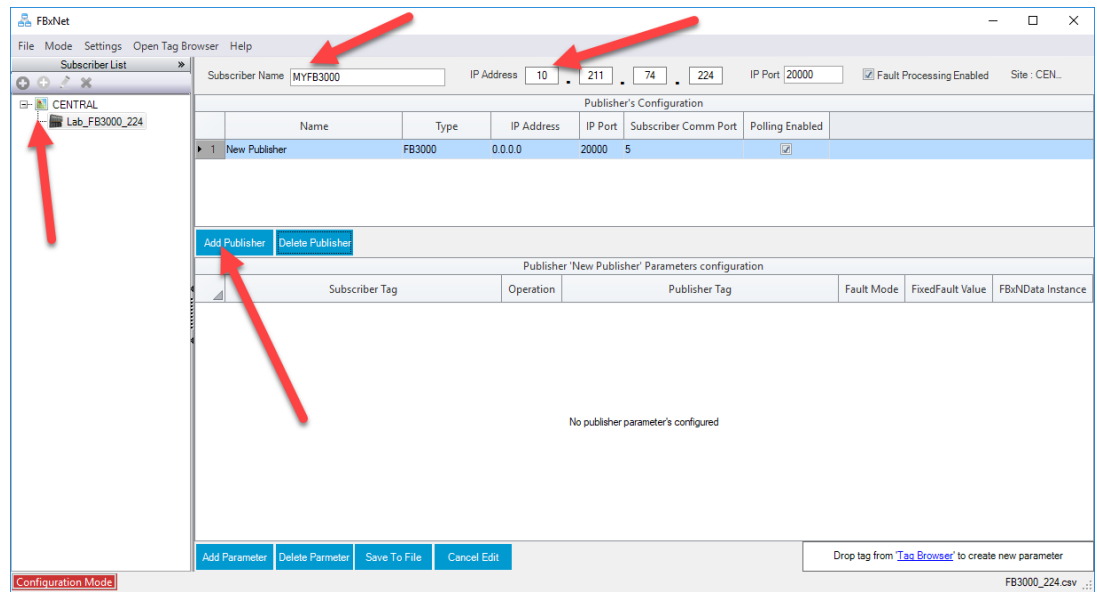 FBxNet
File Mode Settings Open Tag Browser Help
Subscriber List »
CENTRAL
Lab_FB3000_224
Subscriber Name MYFB3000 IP Address 10 . 211 . 74 . 224 IP Port 20000 Fault Processing Enabled Site : CEN...
Publisher's Configuration
Name Type IP Address IP Port Subscriber Comm Port Polling Enabled
1 New Publisher FB3000 0.0.0.0 20000 5
Add Publisher Delete Publisher
Publisher 'New Publisher' Parameters configuration
Subscriber Tag Operation Publisher Tag Fault Mode FixedFault Value FBxNData Instance
No publisher parameter's configured
Add Parameter Delete Parmeter Save To File Cancel Edit Drop tag from 'Tag Browser' to create new parameter
Configuration Mode FB3000_224.csv